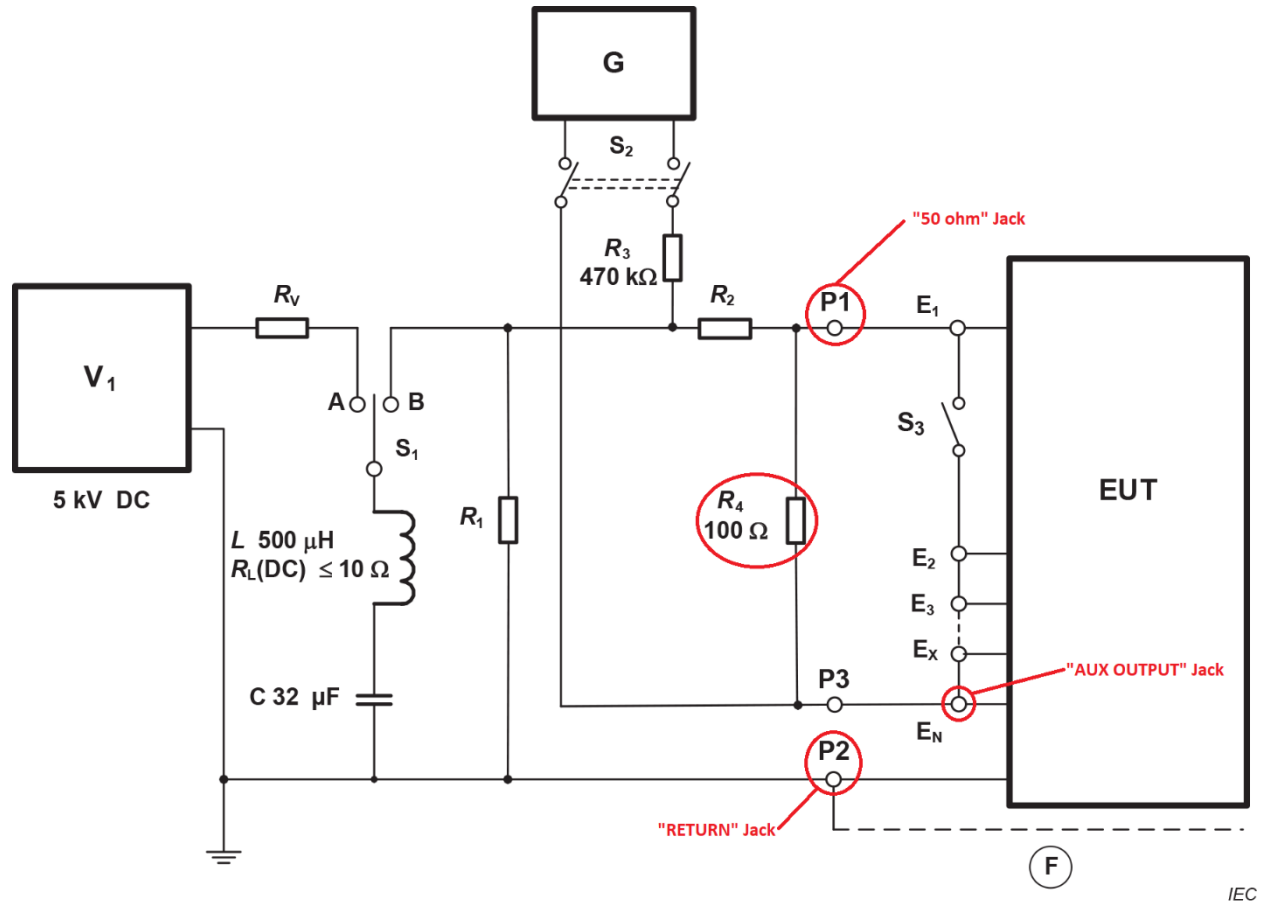 G
S2
"50 ohm" Jack
R3
470 kΩ
RV
R2
P1
E1
V1
A
B
S1
S3
5 kV DC
L 500 μH
RL(DC) ≤ 10 Ω
R1
R4
100 Ω
EUT
E2
E3
EX
"AUX OUTPUT" Jack
C 32 μF
P3
EN
P2
"RETURN" Jack
F
IEC